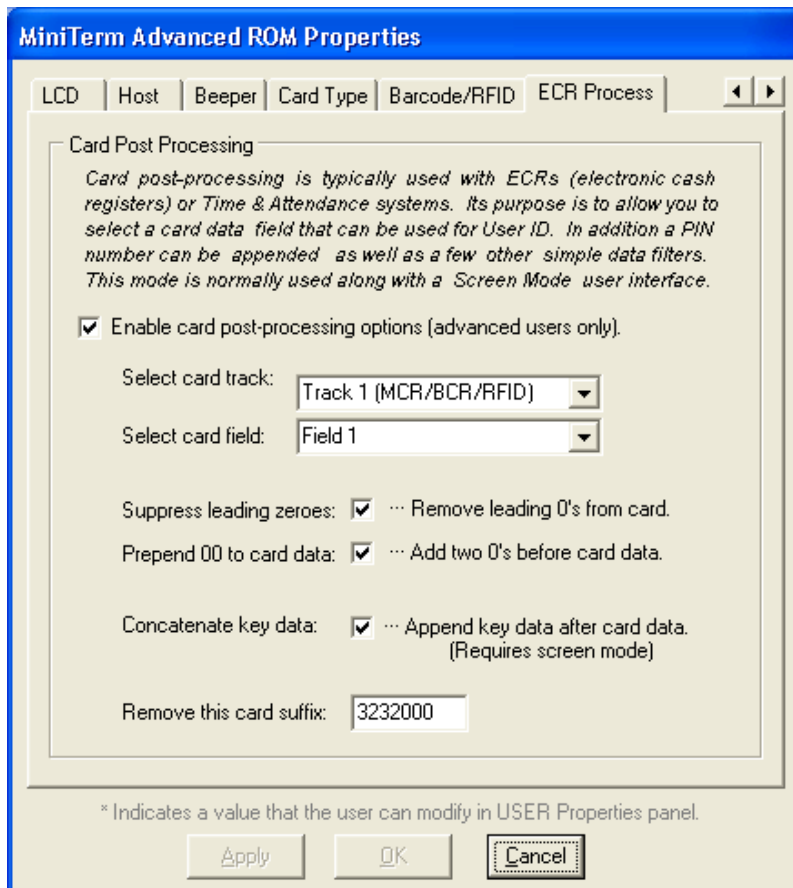 MiniTerm Advanced ROM Properties
LCD Host Beeper Card Type Barcode/RFID ECR Process
Card Post Processing
Card post-processing is typically used with ECRs (electronic cash
registers) or Time & Attendance systems. Its purpose is to allow you to
select a card data field that can be used for User ID. In addition a PIN
number can be appended as well as a few other simple data filters.
This mode is normally used along with a Screen Mode user interface.
Enable card post-processing options (advanced users only).
Select card track: Track 1 (MCR/BCR/RFID)
Select card field: Field 1
Suppress leading zeroes: ··· Remove leading 0's from card.
Prepend 00 to card data: ··· Add two 0's before card data.
Concatenate key data: ··· Append key data after card data.
(Requires screen mode)
Remove this card suffix: 3232000
* Indicates a value that the user can modify in USER Properties panel.
Apply OK Cancel